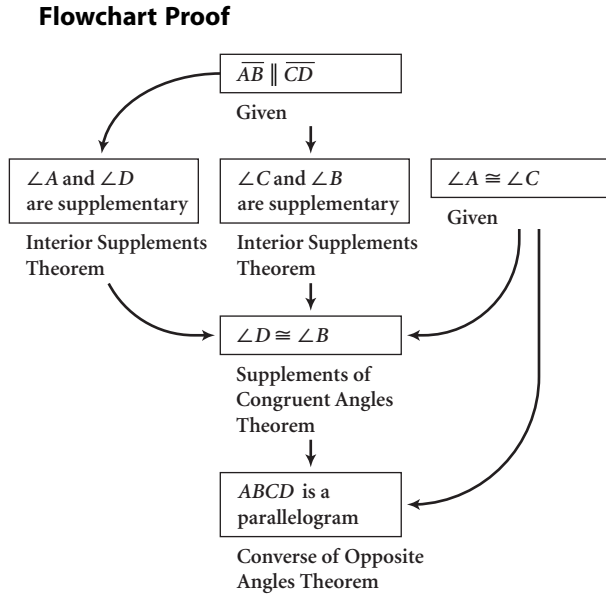 Flowchart Proof
AB ∥ CD
Given
∠A and ∠D
are supplementary
Interior Supplements
Theorem
∠C and ∠B
are supplementary
Interior Supplements
Theorem
∠A ≅ ∠C
Given
∠D ≅ ∠B
Supplements of
Congruent Angles
Theorem
ABCD is a
parallelogram
Converse of Opposite
Angles Theorem